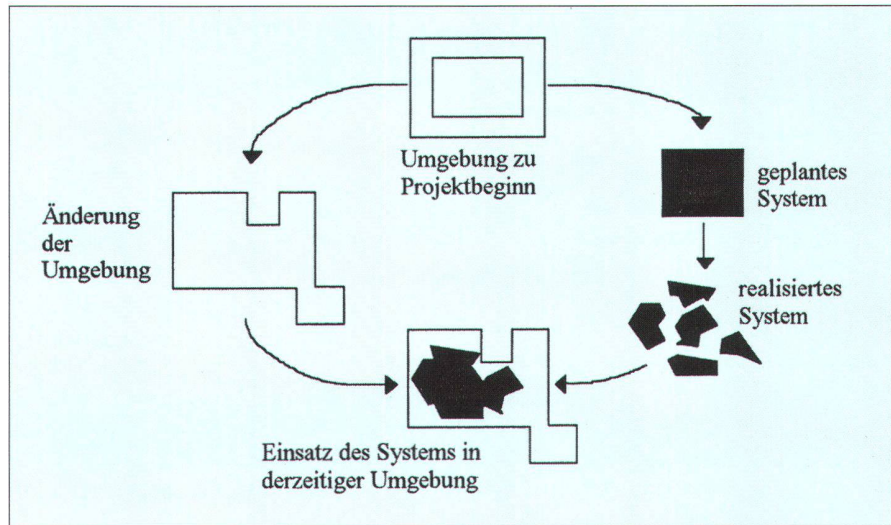 Umgebung zu
Projektbeginn
geplantes
System
Änderung
der
Umgebung
realisiertes
System
Einsatz des Systems in
derzeitiger Umgebung